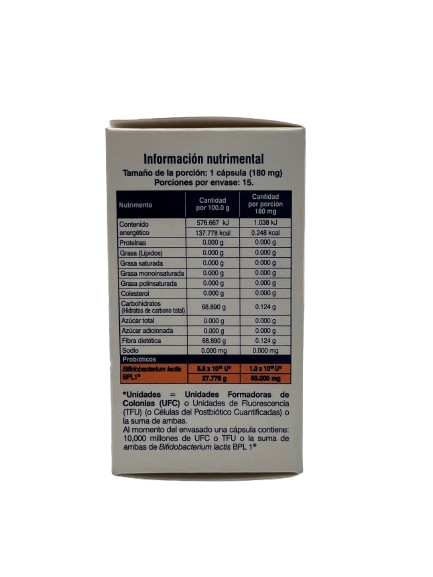 Información nutrimental
Tamaño de la porción: 1 cápsula (180 mg)
Porciones por envase: 15.
Nutrimento Cantidad por 100.0 g Cantidad por porción 180 mg
Contenido energético 576.667 kJ 1.038 kJ
137.778 kcal 0.248 kcal
Proteínas 0.000 g 0.000 g
Grasa (Lípidos) 0.000 g 0.000 g
Grasa saturada 0.000 g 0.000 g
Grasa monoinsaturada 0.000 g 0.000 g
Grasa polinsaturada 0.000 g 0.000 g
Colesterol 0.000 g 0.000 g
Carbohidratos (Hidratos de carbono total) 68.890 g 0.124 g
Azúcar total 0.000 g 0.000 g
Azúcar adicionada 0.000 g 0.000 g
Fibra dietética 68.890 g 0.124 g
Sodio 0.000 mg 0.000 mg
Probióticos
Bifidobacterium lactis x 10¹⁰ U* 1.0 x 10¹⁰ U*
BPL1® 27.778 g 50.000 mg
*Unidades = Unidades Formadoras de
Colonias (UFC) o Unidades de Fluorescencia
(TFU) (o Células del Postbiótico Cuantificadas) o
la suma de ambas.
Al momento del envasado una cápsula contiene:
10,000 millones de UFC o TFU o la suma de
ambas de Bifidobacterium lactis BPL 1®